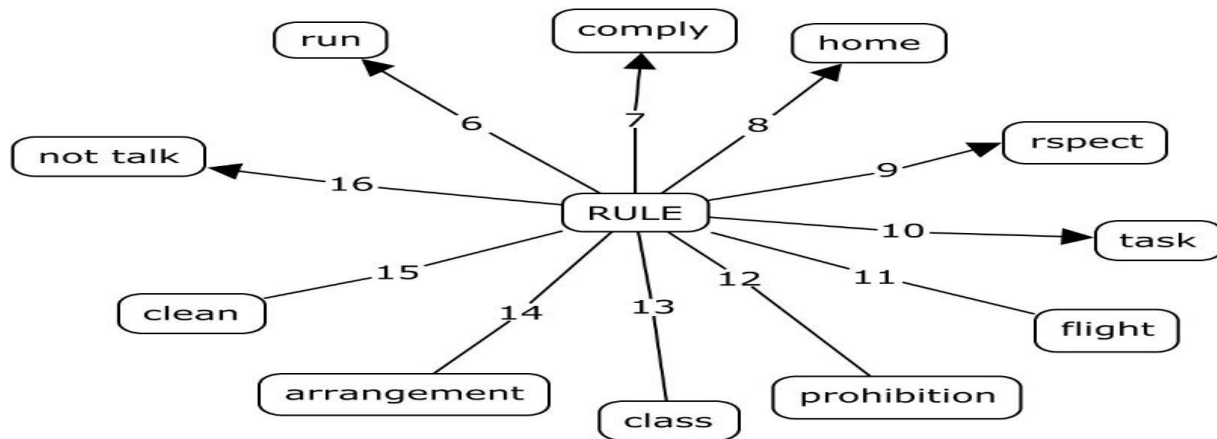 comply
run
home
6
7
8
rspect
not talk
9
16
RULE
10
task
15
12
11
14
13
clean
flight
arrangement
prohibition
class